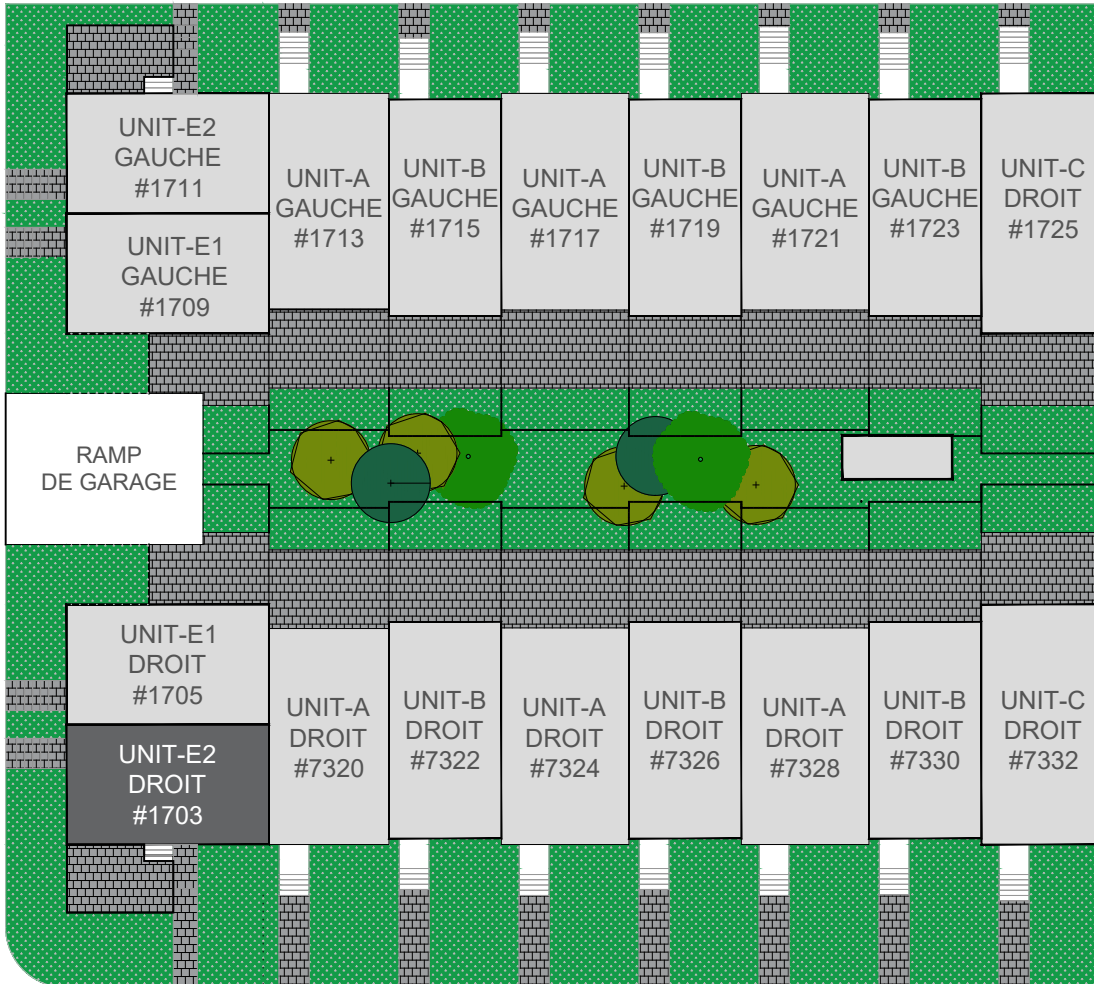 UNIT-E2
GAUCHE
#1711
UNIT-E1
GAUCHE
#1709
UNIT-A
GAUCHE
#1713
UNIT-B
GAUCHE
#1715
UNIT-A
GAUCHE
#1717
UNIT-B
GAUCHE
#1719
UNIT-A
GAUCHE
#1721
UNIT-B
GAUCHE
#1723
UNIT-C
DROIT
#1725
RAMP
DE GARAGE
UNIT-E1
DROIT
#1705
UNIT-E2
DROIT
#1703
UNIT-A
DROIT
#7320
UNIT-B
DROIT
#7322
UNIT-A
DROIT
#7324
UNIT-B
DROIT
#7326
UNIT-A
DROIT
#7328
UNIT-B
DROIT
#7330
UNIT-C
DROIT
#7332